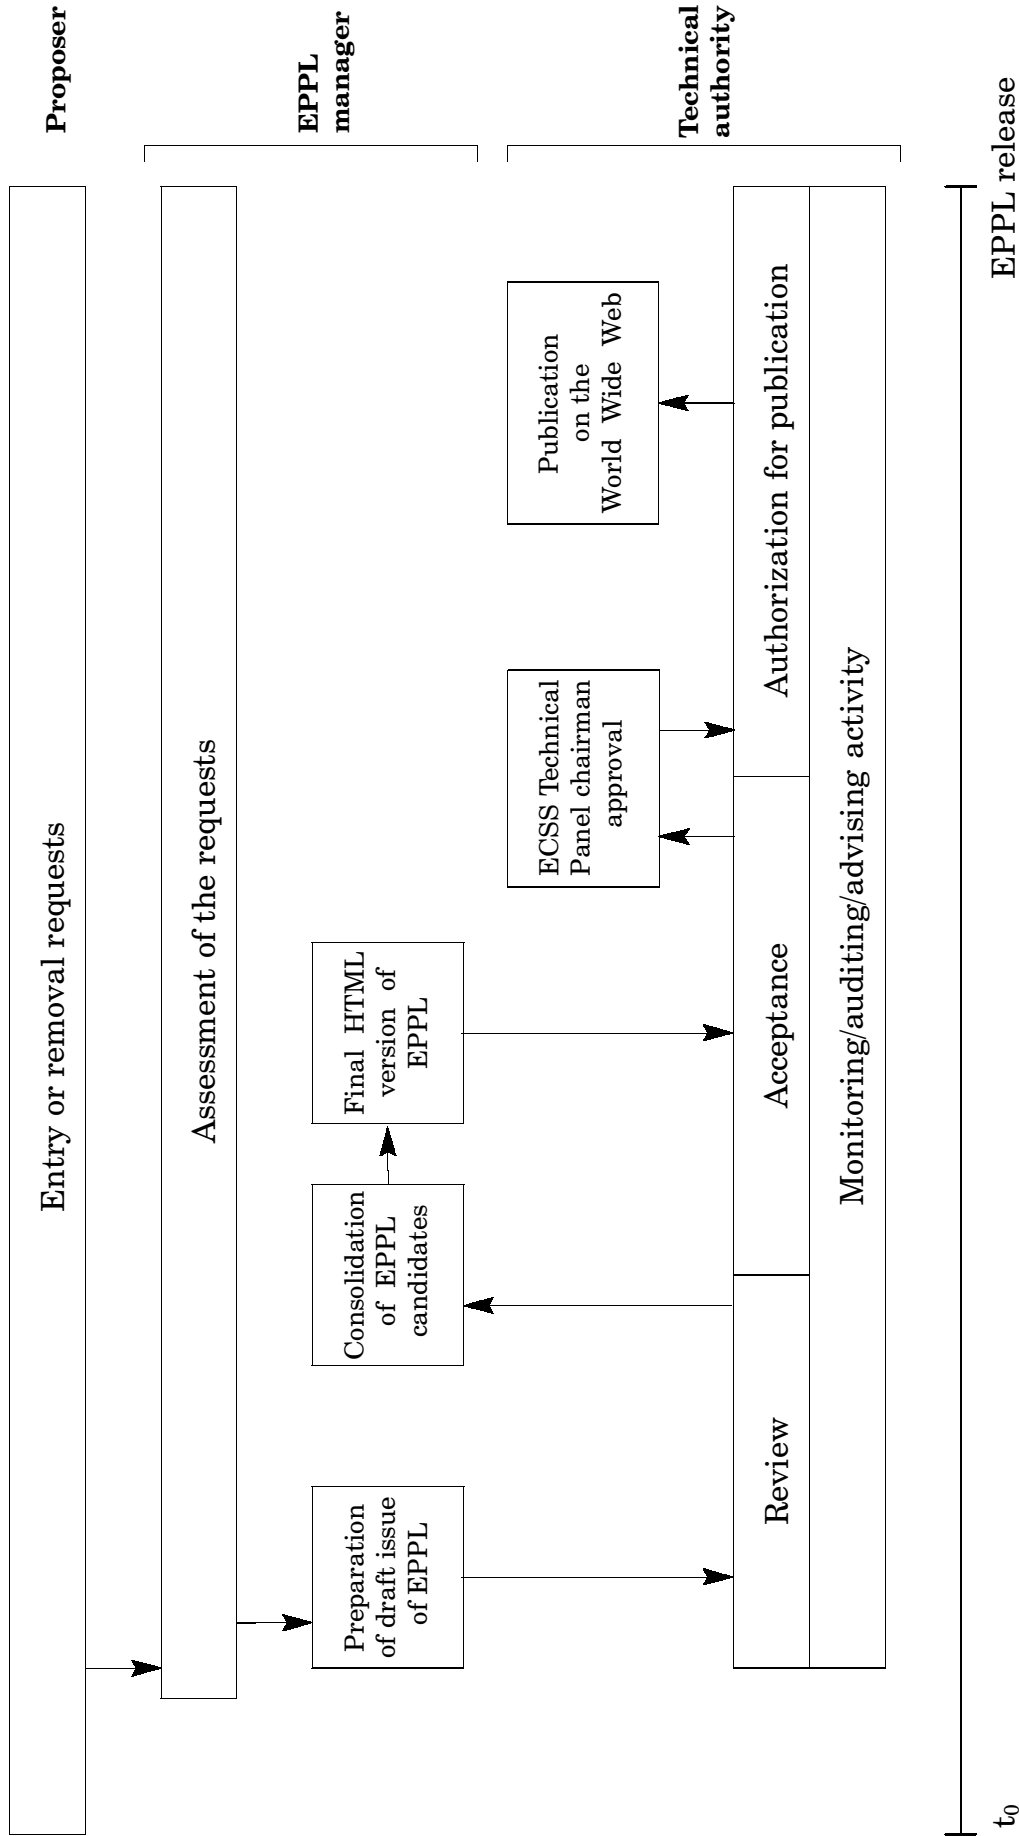 Proposer
Entry or removal requests
EPPL
manager
Assessment of the requests
Preparation
of draft issue
of EPPL
Consolidation
of EPPL
candidates
Final HTML
version of
EPPL
Technical
authority
ECSS Technical
Panel chairman
approval
Publication
on the
World Wide Web
Review
Acceptance
Authorization for publication
Monitoring/auditing/advising activity
t0
EPPL release